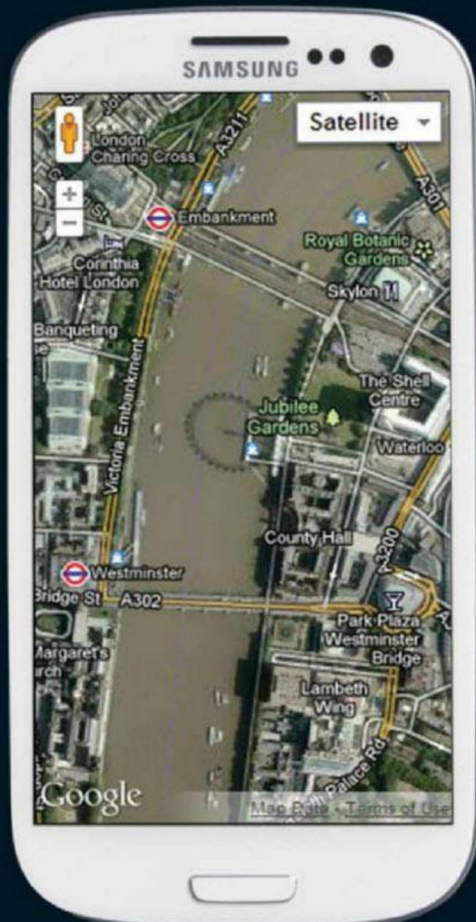 SAMSUNG
Satellite
London
Charing Cross
A3211
A301
+
Embankment
−
Royal Botanic
Gardens
Corinthia
Hotel London
Skylon
Banqueting
se
The Shell
Centre
Victoria Embankment
Jubilee
Gardens
Waterloo
County Hall
A3200
Westminster
Bridge St
A302
Park Plaza
Westminster
Bridge
Margaret's
urch
Lambeth
Wing
Palace Rd
Google
Map Data - Terms of Use